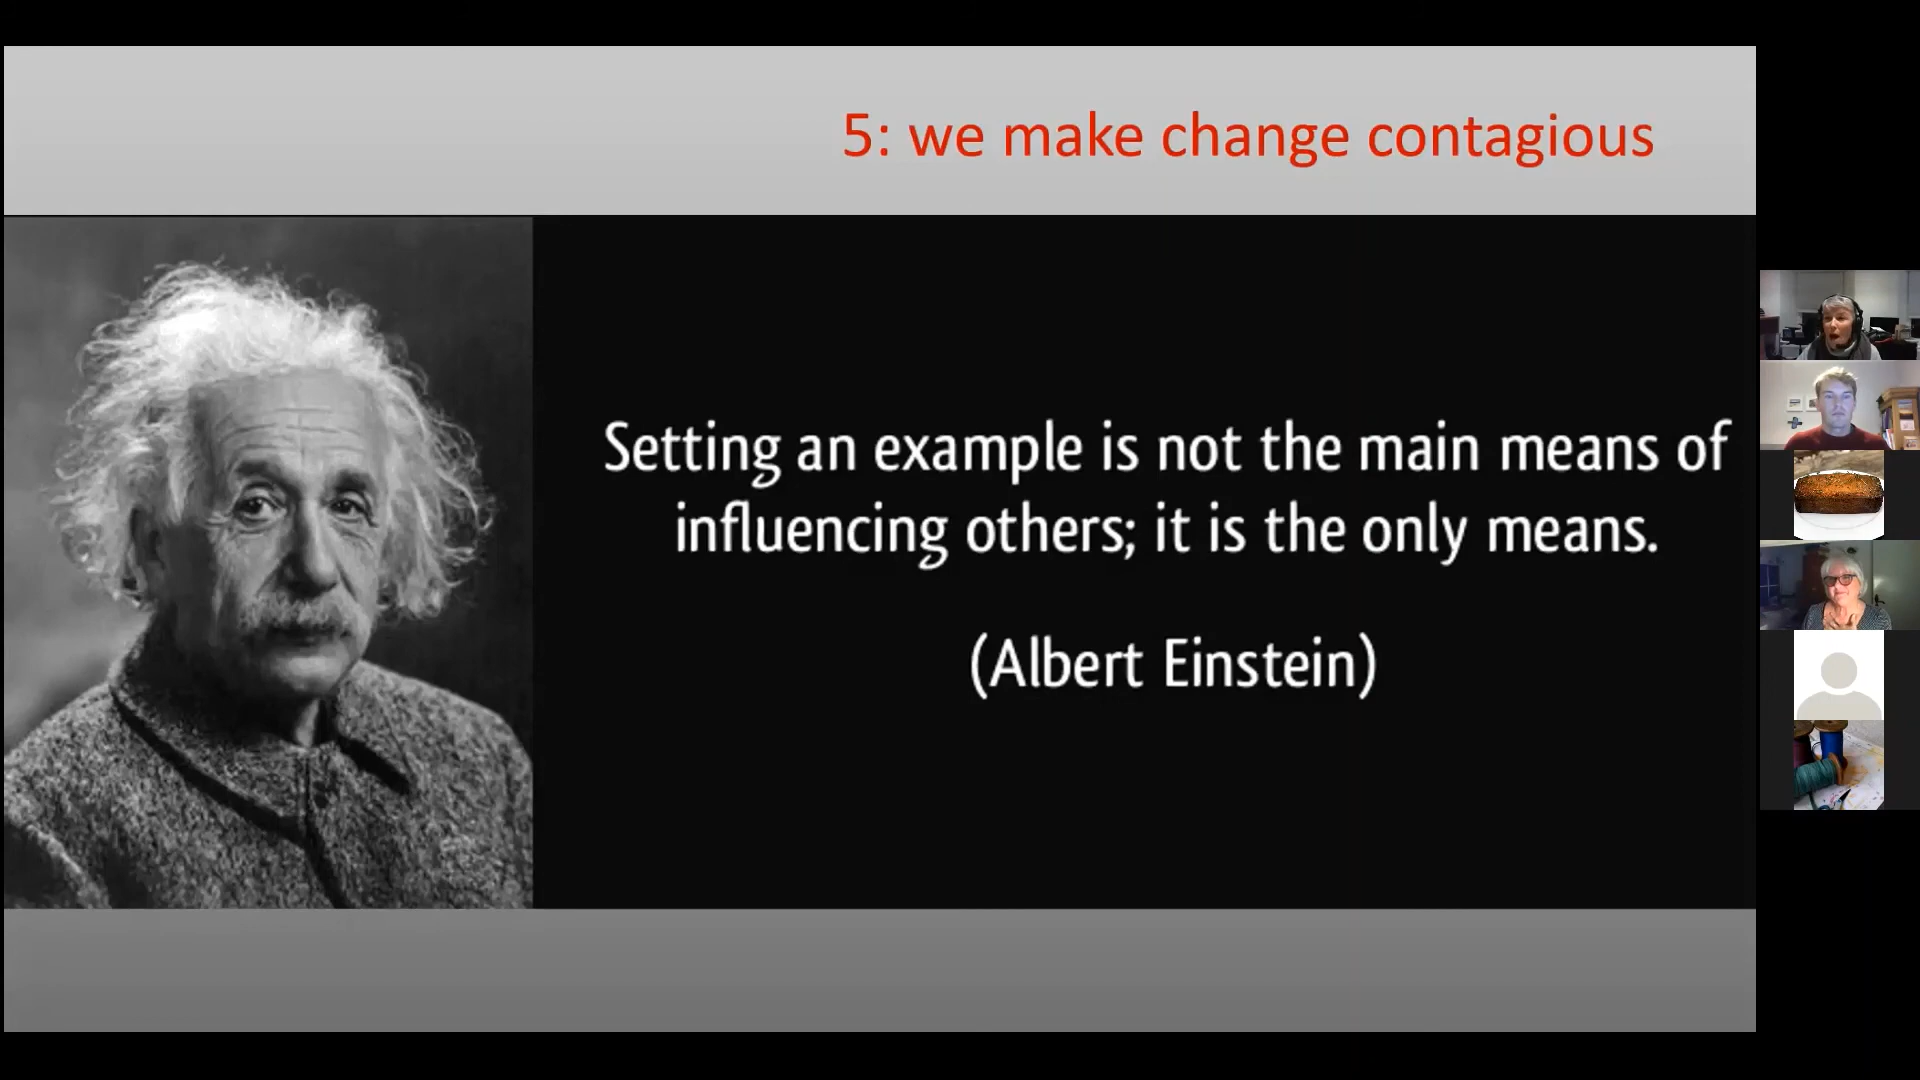 5: we make change contagious
Setting an example is not the main means of
influencing others; it is the only means.
(Albert Einstein)